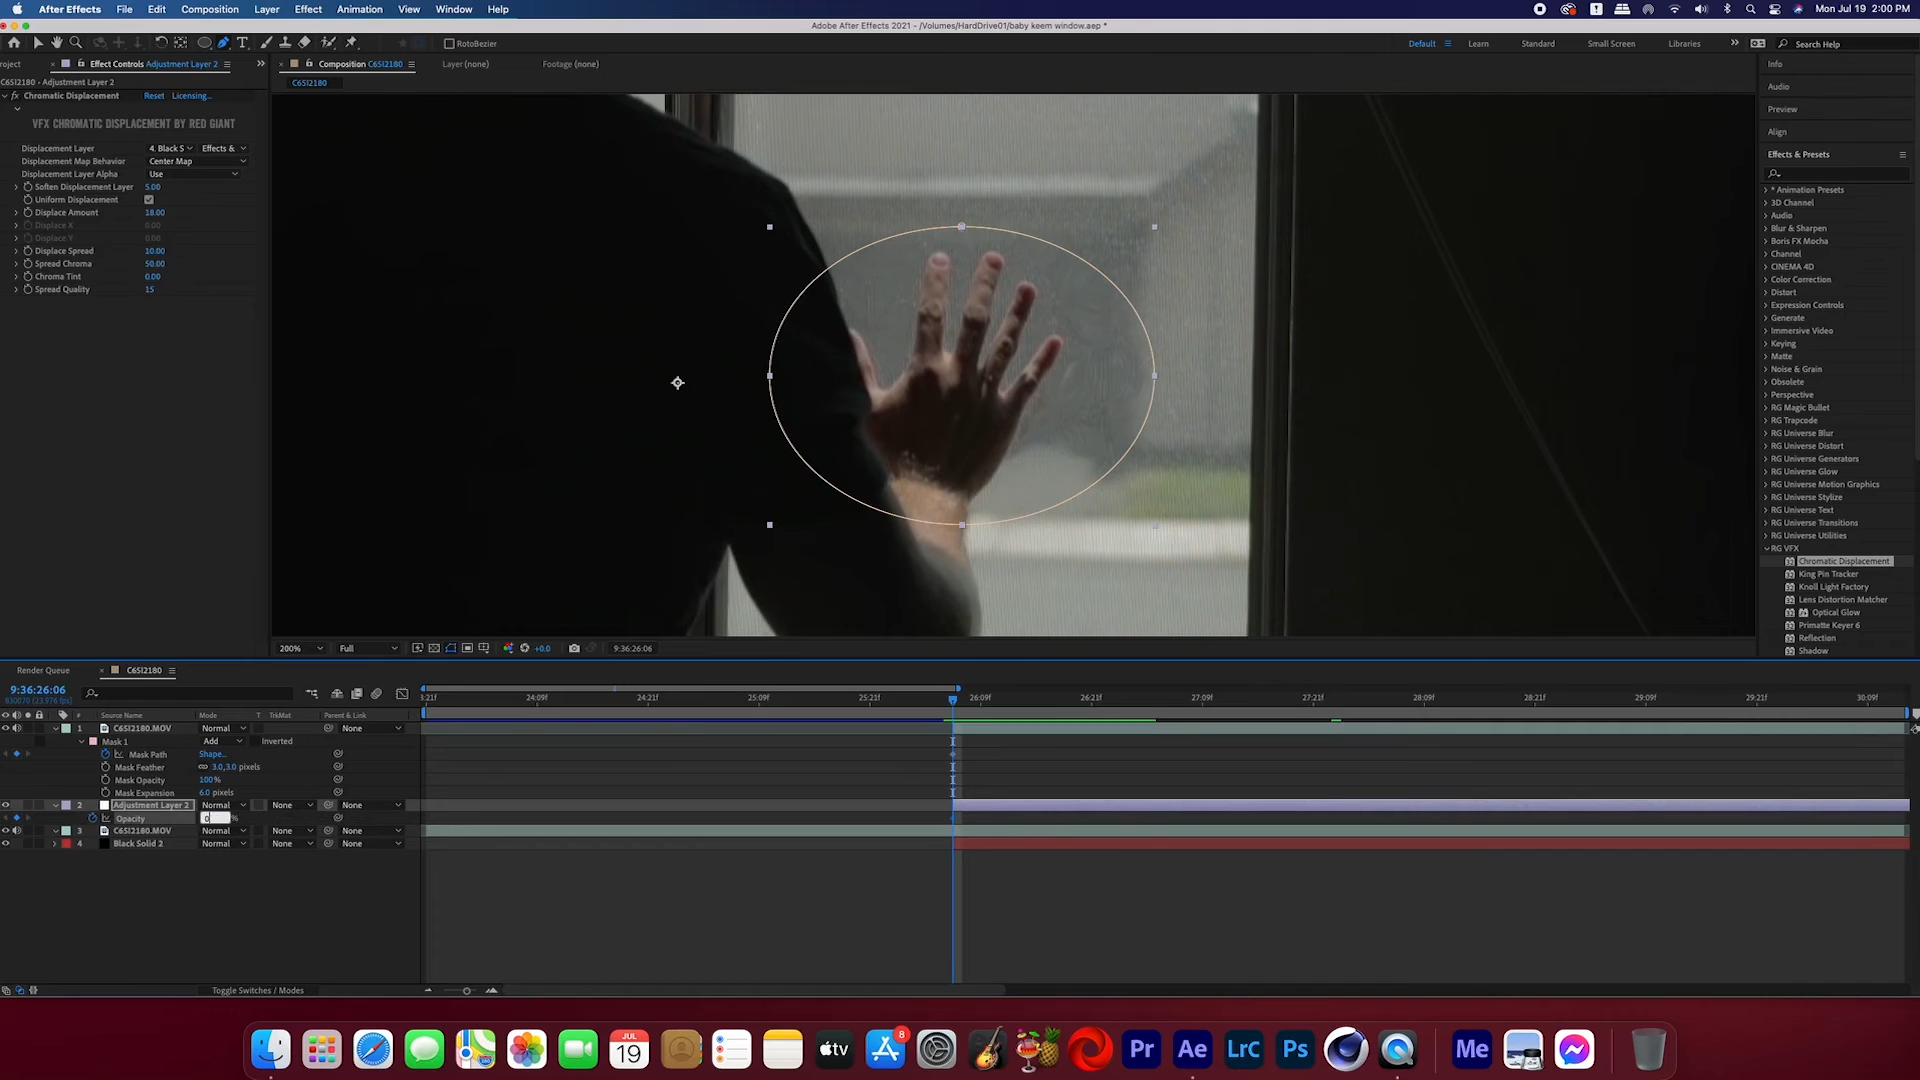 After Effects File Edit Composition Layer Effect Animation View Window Help Mon Jul 19 2:00 PM
Adobe After Effects 2021 - /Volumes/HardDrive01/baby keem window.aep *
RotoBezier Default Learn Standard Small Screen Libraries Search Help
roject Effect Controls Adjustment Layer 2 Composition C6SI2180 Layer (none) Footage (none) Info
C6SI2180 • Adjustment Layer 2 C6SI2180
Audio
Chromatic Displacement Reset Licensing...
Preview
VFX CHROMATIC DISPLACEMENT BY RED GIANT
Align
Displacement Layer 4. Black S Effects &
Displacement Map Behavior Center Map
Displacement Layer Alpha Use
Soften Displacement Layer 5.00
Uniform Displacement
Displace Amount 18.00
Displace X 0.00
Displace Y 0.00
Displace Spread 10.00
Spread Chroma 50.00
Chroma Tint 0.00
Spread Quality 15
Effects & Presets
* Animation Presets
3D Channel
Audio
Blur & Sharpen
Boris FX Mocha
Channel
CINEMA 4D
Color Correction
Distort
Expression Controls
Generate
Immersive Video
Keying
Matte
Noise & Grain
Obsolete
Perspective
RG Magic Bullet
RG Trapcode
RG Universe Blur
RG Universe Distort
RG Universe Generators
RG Universe Glow
RG Universe Motion Graphics
RG Universe Stylize
RG Universe Text
RG Universe Transitions
RG Universe Utilities
RG VFX
Chromatic Displacement
King Pin Tracker
Knoll Light Factory
Lens Distortion Matcher
Optical Glow
Primatte Keyer 6
Reflection
Shadow
200% Full +0.0 9:36:26:06
Render Queue C6SI2180
9:36:26:06
830070 (23.976 fps)
:21f 24:09f 24:21f 25:09f 25:21f 26:09f 26:21f 27:09f 27:21f 28:09f 28:21f 29:09f 29:21f 30:09f
# Source Name Mode T TrkMat Parent & Link
1 C6SI2180.MOV Normal None
Mask 1 Add Inverted
Mask Path Shape...
Mask Feather 3.0,3.0 pixels
Mask Opacity 100%
Mask Expansion 6.0 pixels
2 Adjustment Layer 2 Normal None None
Opacity 0 %
3 C6SI2180.MOV Normal None None
4 Black Solid 2 Normal None None
Toggle Switches / Modes
JUL
19
tv
8
Pr
Ae
LrC
Ps
Me